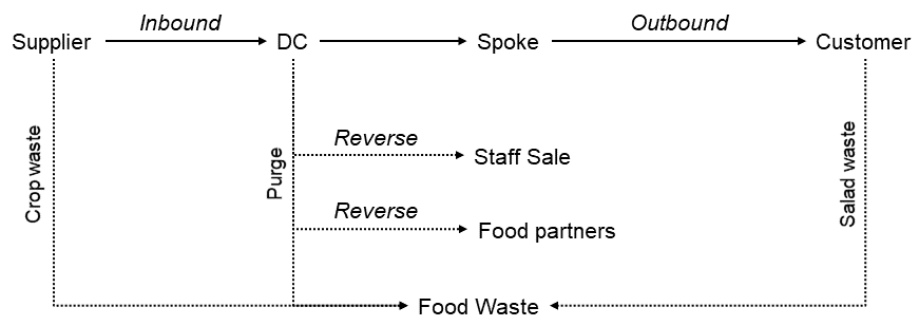 Inbound
Outbound
Supplier
DC
Spoke
Customer
Crop waste
Purge
Reverse
Staff Sale
Salad waste
Reverse
Food partners
Food Waste